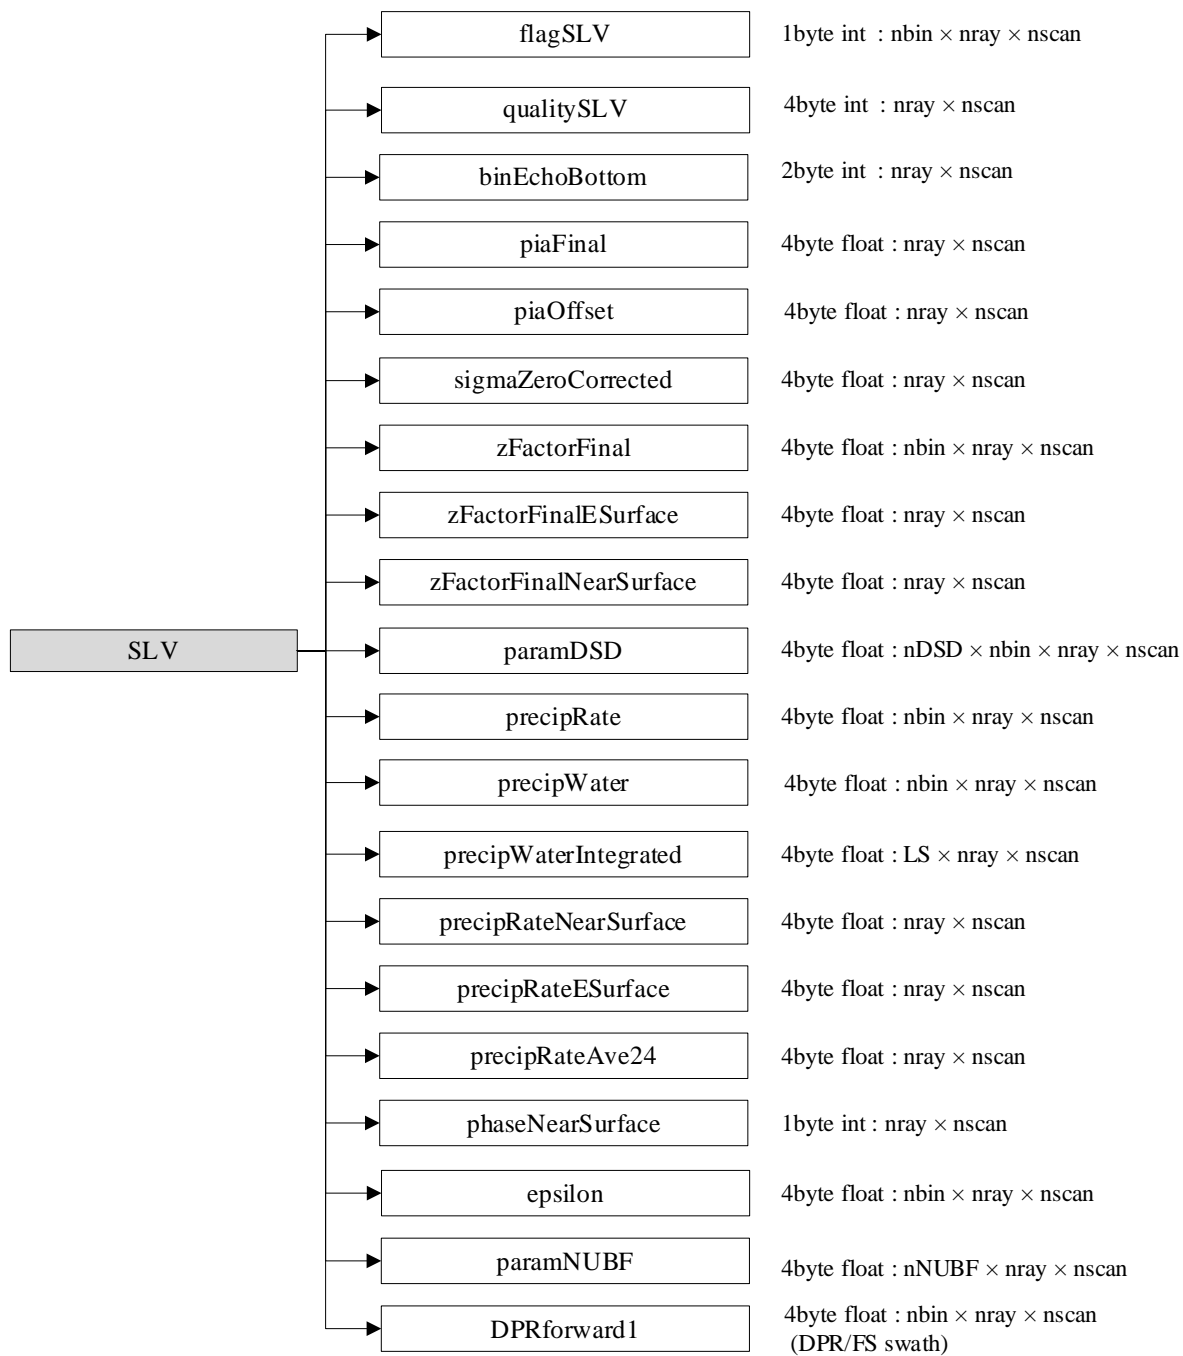 flagSLV 1byte int : nbin × nray × nscan
qualitySLV 4byte int : nray × nscan
binEchoBottom 2byte int : nray × nscan
piaFinal 4byte float : nray × nscan
piaOffset 4byte float : nray × nscan
sigmaZeroCorrected 4byte float : nray × nscan
zFactorFinal 4byte float : nbin × nray × nscan
zFactorFinalESurface 4byte float : nray × nscan
zFactorFinalNearSurface 4byte float : nray × nscan
SLV paramDSD 4byte float : nDSD × nbin × nray × nscan
precipRate 4byte float : nbin × nray × nscan
precipWater 4byte float : nbin × nray × nscan
precipWaterIntegrated 4byte float : LS × nray × nscan
precipRateNearSurface 4byte float : nray × nscan
precipRateESurface 4byte float : nray × nscan
precipRateAve24 4byte float : nray × nscan
phaseNearSurface 1byte int : nray × nscan
epsilon 4byte float : nbin × nray × nscan
paramNUBF 4byte float : nNUBF × nray × nscan
DPRforward1 4byte float : nbin × nray × nscan
(DPR/FS swath)